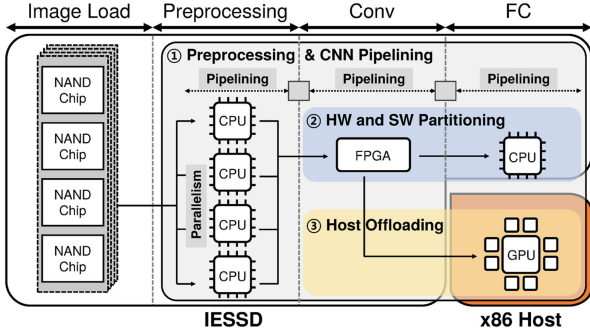 Image Load
Preprocessing
Conv
FC
① Preprocessing & CNN Pipelining
Pipelining
Pipelining
Pipelining
NAND
Chip
NAND
Chip
NAND
Chip
NAND
Chip
Parallelism
CPU
CPU
CPU
CPU
② HW and SW Partitioning
FPGA
CPU
③ Host Offloading
GPU
IESSD
x86 Host